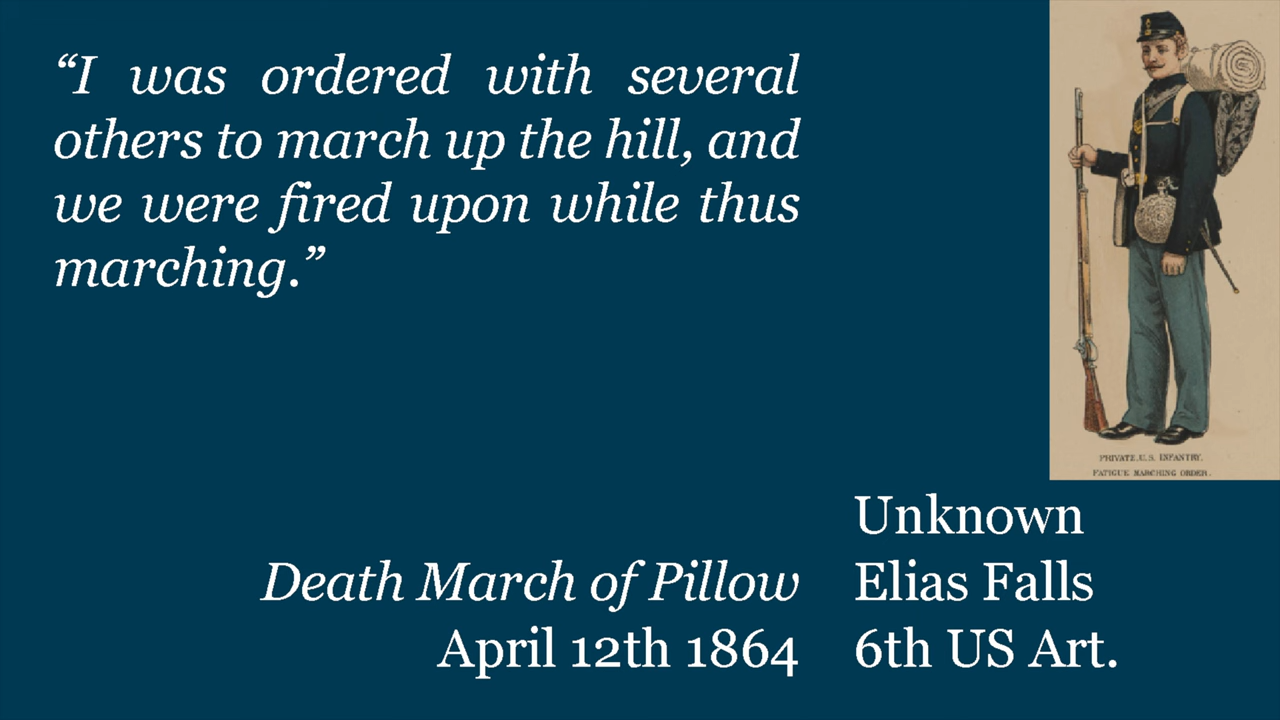 “I was ordered with several
others to march up the hill, and
we were fired upon while thus
marching.”
PRIVATE, U.S. INFANTRY.
FATIGUE MARCHING ORDER.
Unknown
Death March of Pillow
Elias Falls
April 12th 1864
6th US Art.